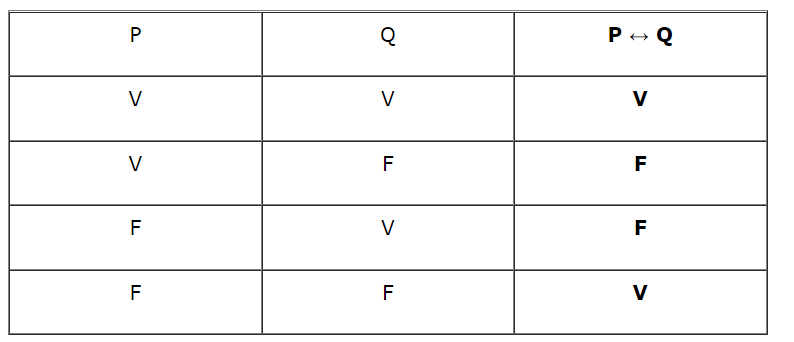 P Q P ↔ Q
V V V
V F F
F V F
F F V